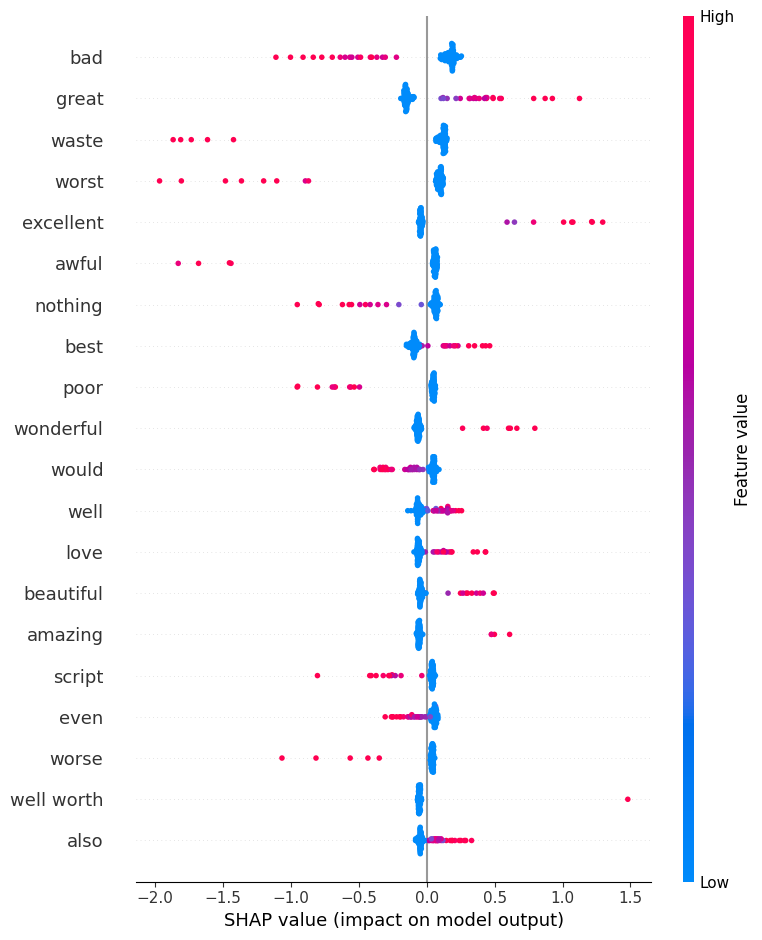 High
bad
great
waste
worst
excellent
awful
nothing
best
poor
wonderful
would
well
love
beautiful
amazing
script
even
worse
well worth
also
Feature value
Low
−2.0 −1.5 −1.0 −0.5 0.0 0.5 1.0 1.5
SHAP value (impact on model output)